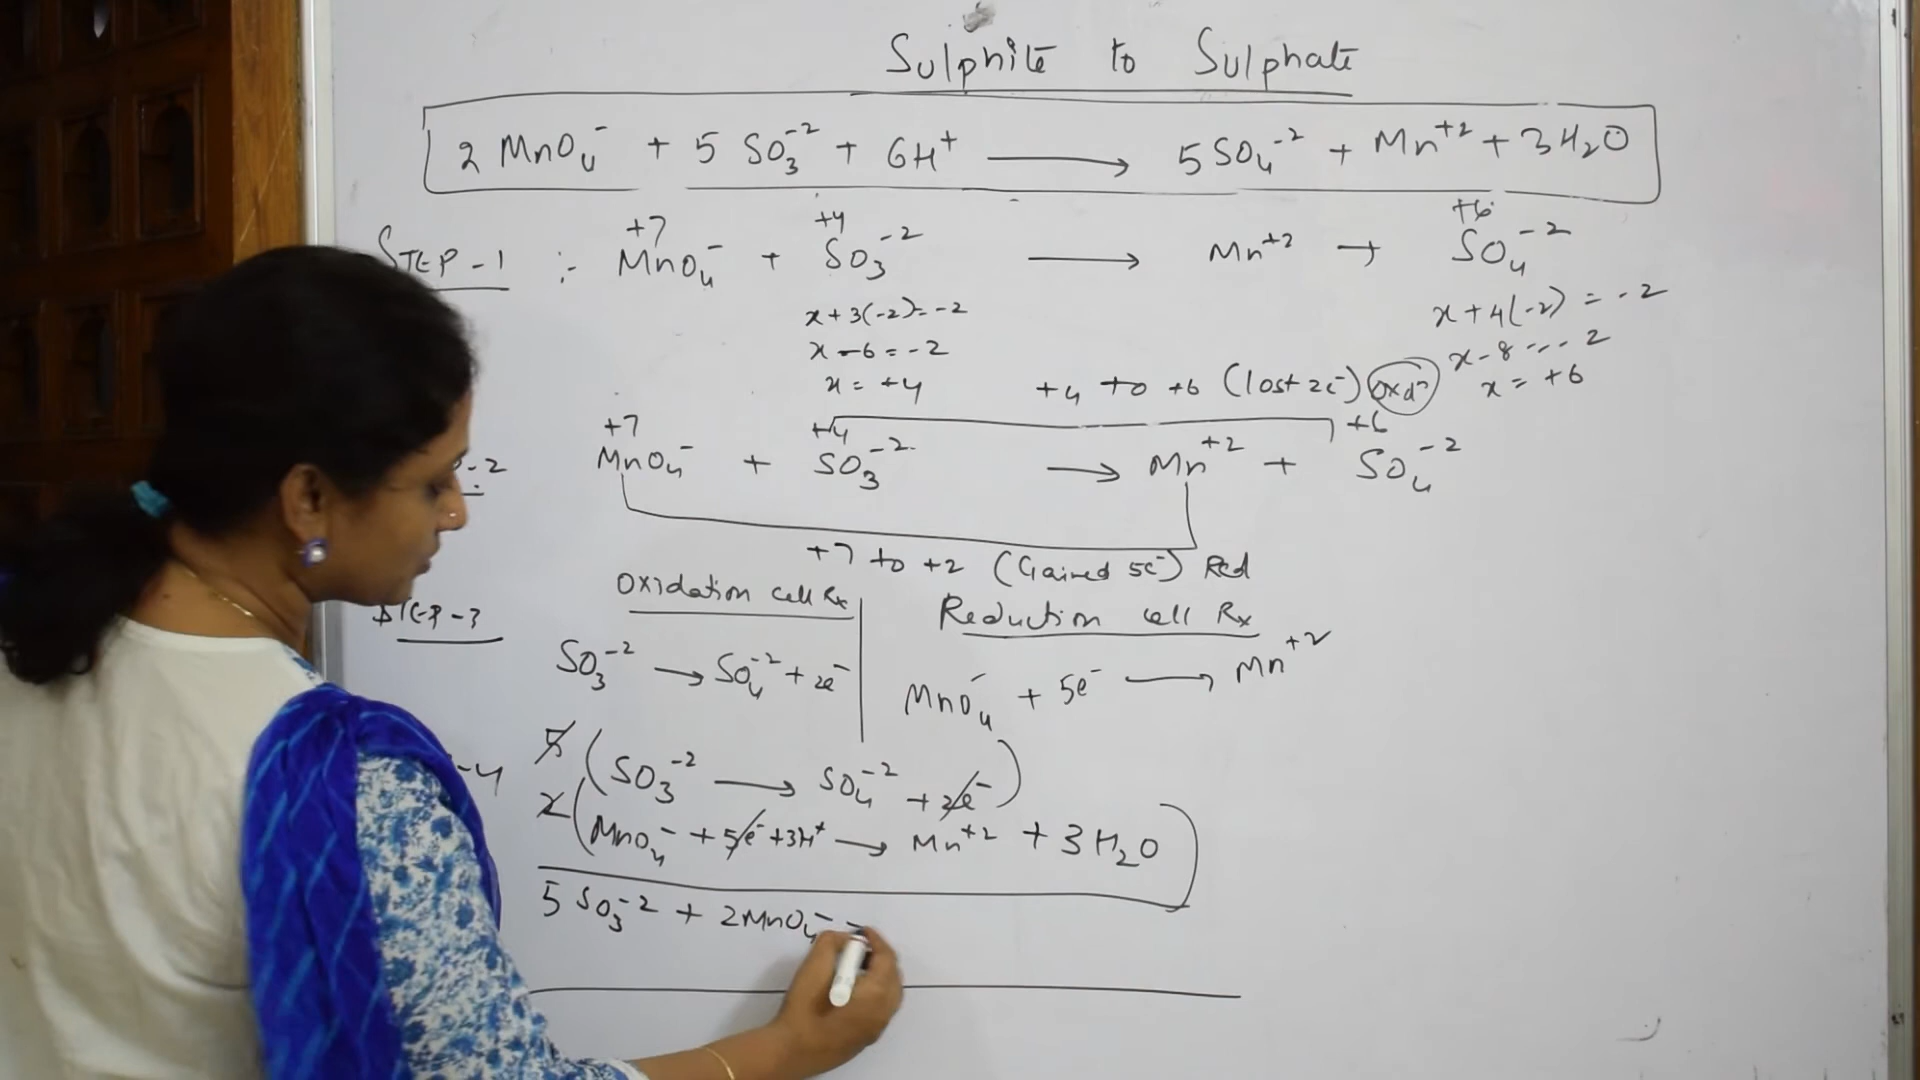 Sulphite to Sulphate
2 MnO₄⁻ + 5 SO₃⁻² + 6H⁺ ⟶ 5 SO₄⁻² + Mn⁺² + 3H₂O
+7 +4 +6
STEP-1 :- MnO₄⁻ + SO₃⁻² ⟶ Mn⁺² + SO₄⁻²
x+3(-2)=-2 x+4(-2)=-2
x-6=-2 x-8=-2
x=+4 +4 to +6 (lost 2e⁻) oxdⁿ x=+6
+7 +4 +6
-2 MnO₄⁻ + SO₃⁻² ⟶ Mn⁺² + SO₄⁻²
+7 to +2 (Gained 5e⁻) Red
Oxidation cell Rx Reduction cell Rx
STEP-3 SO₃⁻² ⟶ SO₄⁻² + 2e⁻ MnO₄⁻ + 5e⁻ ⟶ Mn⁺²
-4 5 (SO₃⁻² ⟶ SO₄⁻² + 2e⁻)
2 (MnO₄⁻ + 5e⁻ + 3H⁺ ⟶ Mn⁺² + 3H₂O)
5 SO₃⁻² + 2MnO₄⁻